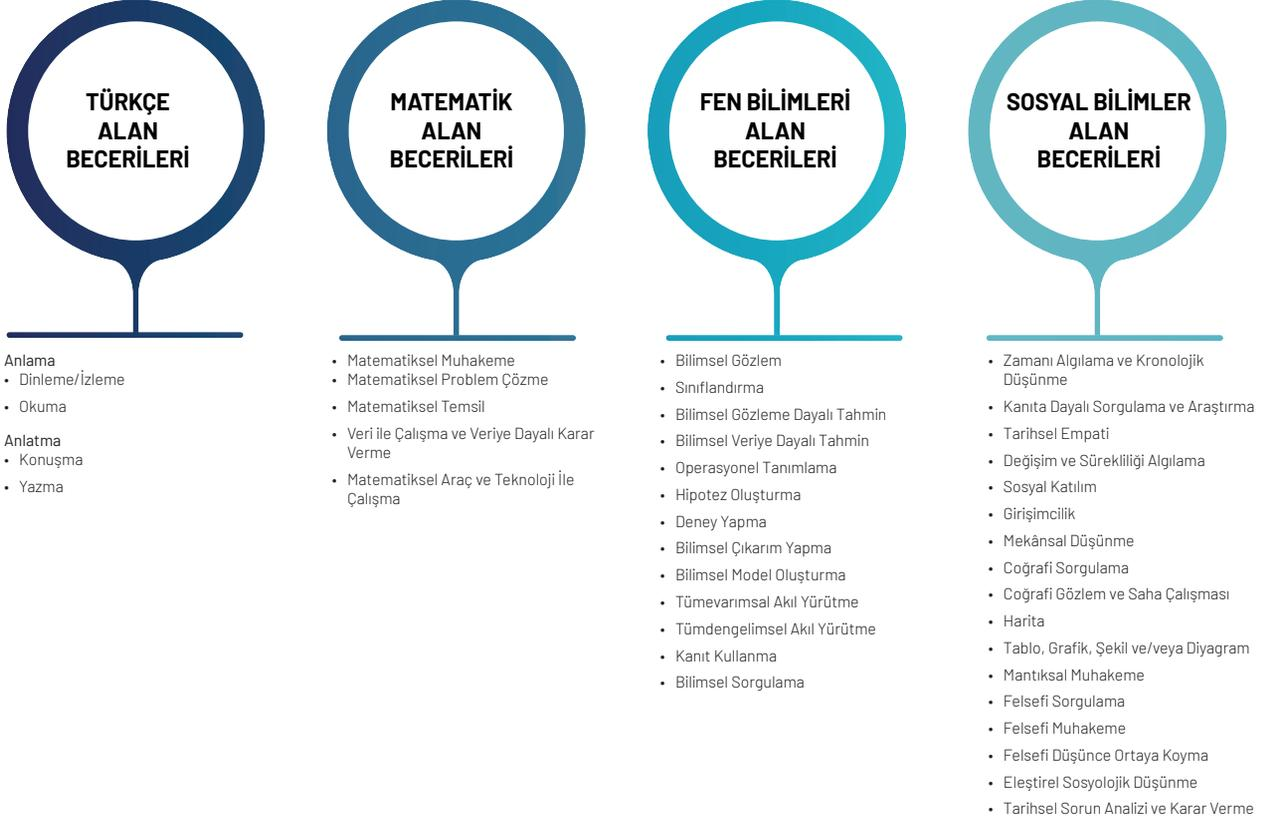 TÜRKÇE
ALAN
BECERİLERİ
Anlama
• Dinleme/İzleme
• Okuma
Anlatma
• Konuşma
• Yazma
MATEMATİK
ALAN
BECERİLERİ
• Matematiksel Muhakeme
• Matematiksel Problem Çözme
• Matematiksel Temsil
• Veri ile Çalışma ve Veriye Dayalı Karar
Verme
• Matematiksel Araç ve Teknoloji İle
Çalışma
FEN BİLİMLERİ
ALAN
BECERİLERİ
• Bilimsel Gözlem
• Sınıflandırma
• Bilimsel Gözleme Dayalı Tahmin
• Bilimsel Veriye Dayalı Tahmin
• Operasyonel Tanımlama
• Hipotez Oluşturma
• Deney Yapma
• Bilimsel Çıkarım Yapma
• Bilimsel Model Oluşturma
• Tümevarımsal Akıl Yürütme
• Tümdengelimsel Akıl Yürütme
• Kanıt Kullanma
• Bilimsel Sorgulama
SOSYAL BİLİMLER
ALAN
BECERİLERİ
• Zamanı Algılama ve Kronolojik
Düşünme
• Kanıta Dayalı Sorgulama ve Araştırma
• Tarihsel Empati
• Değişim ve Sürekliliği Algılama
• Sosyal Katılım
• Girişimcilik
• Mekânsal Düşünme
• Coğrafi Sorgulama
• Coğrafi Gözlem ve Saha Çalışması
• Harita
• Tablo, Grafik, Şekil ve/veya Diyagram
• Mantıksal Muhakeme
• Felsefi Sorgulama
• Felsefi Muhakeme
• Felsefi Düşünce Ortaya Koyma
• Eleştirel Sosyolojik Düşünme
• Tarihsel Sorun Analizi ve Karar Verme